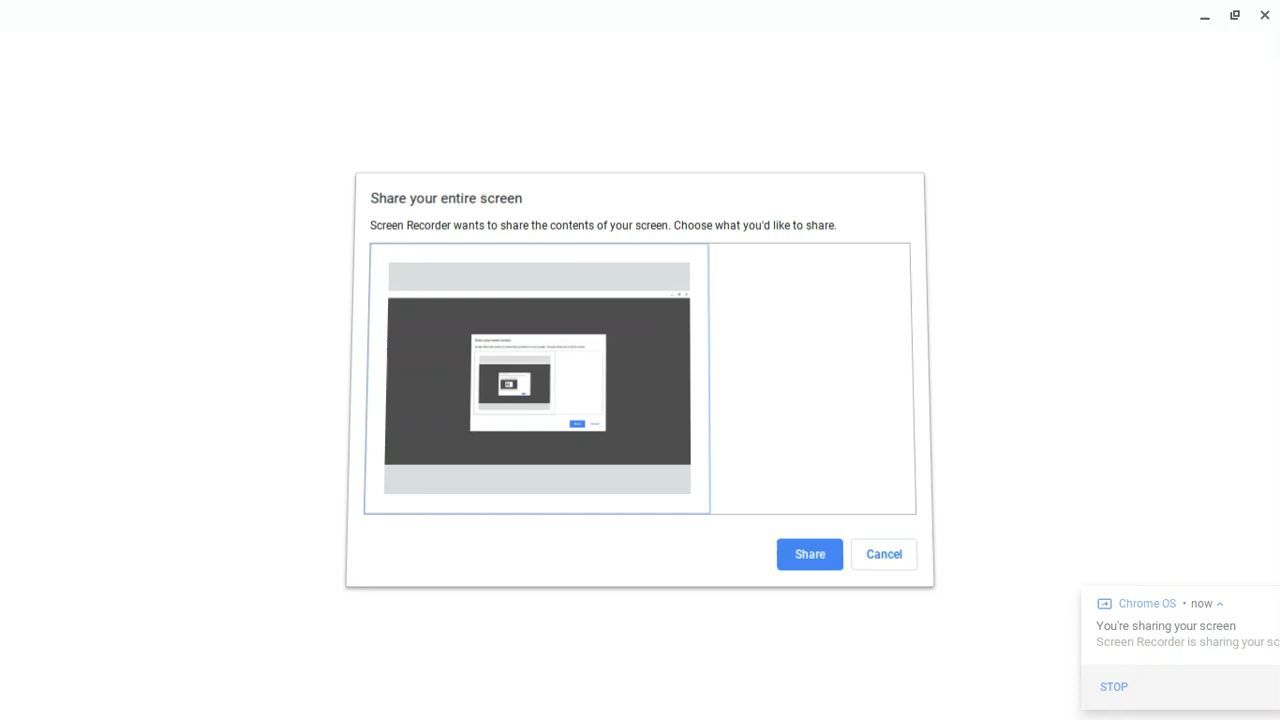 Share your entire screen
Screen Recorder wants to share the contents of your screen. Choose what you'd like to share.
Share
Cancel
Chrome OS • now
You're sharing your screen
Screen Recorder is sharing your sc
STOP